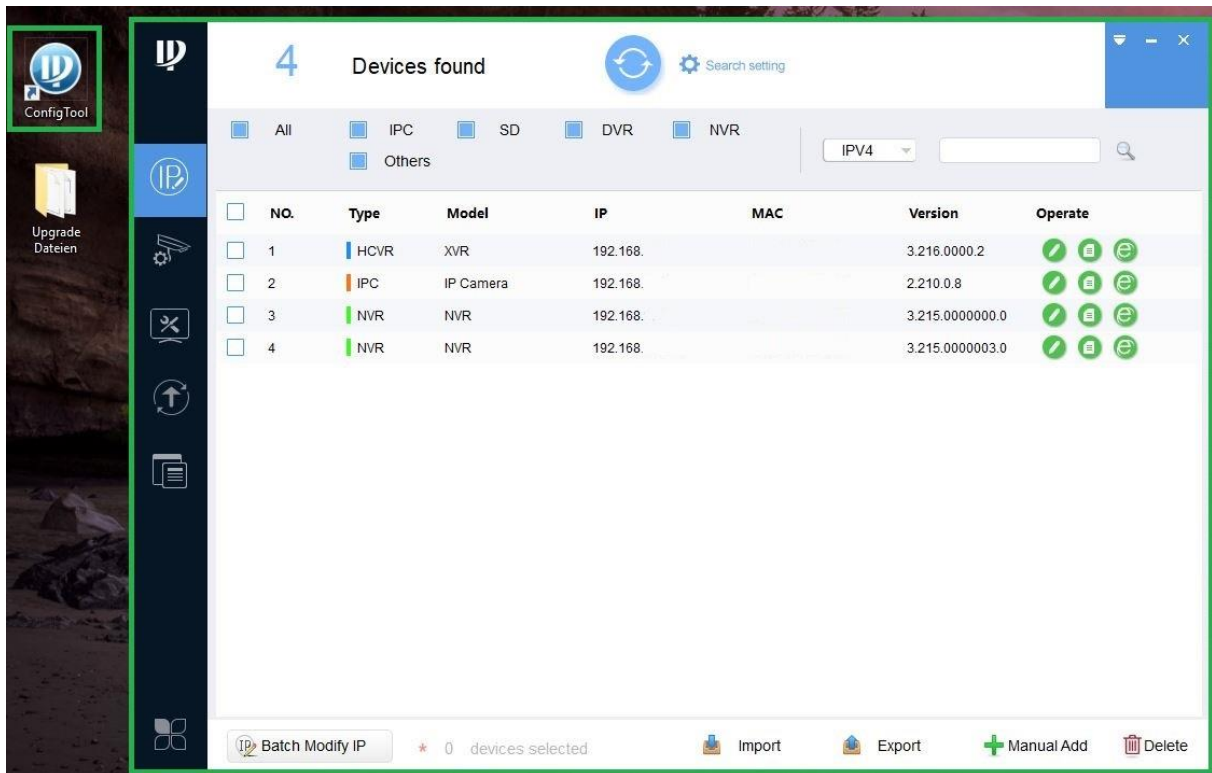 ConfigTool
Upgrade
Dateien
4 Devices found
Search setting
All IPC SD DVR NVR
Others
IPV4
NO. Type Model IP MAC Version Operate
1 HCVR XVR 192.168. 3.216.0000.2
2 IPC IP Camera 192.168. 2.210.0.8
3 NVR NVR 192.168. 3.215.0000000.0
4 NVR NVR 192.168. 3.215.0000003.0
IP Batch Modify IP * 0 devices selected Import Export Manual Add Delete